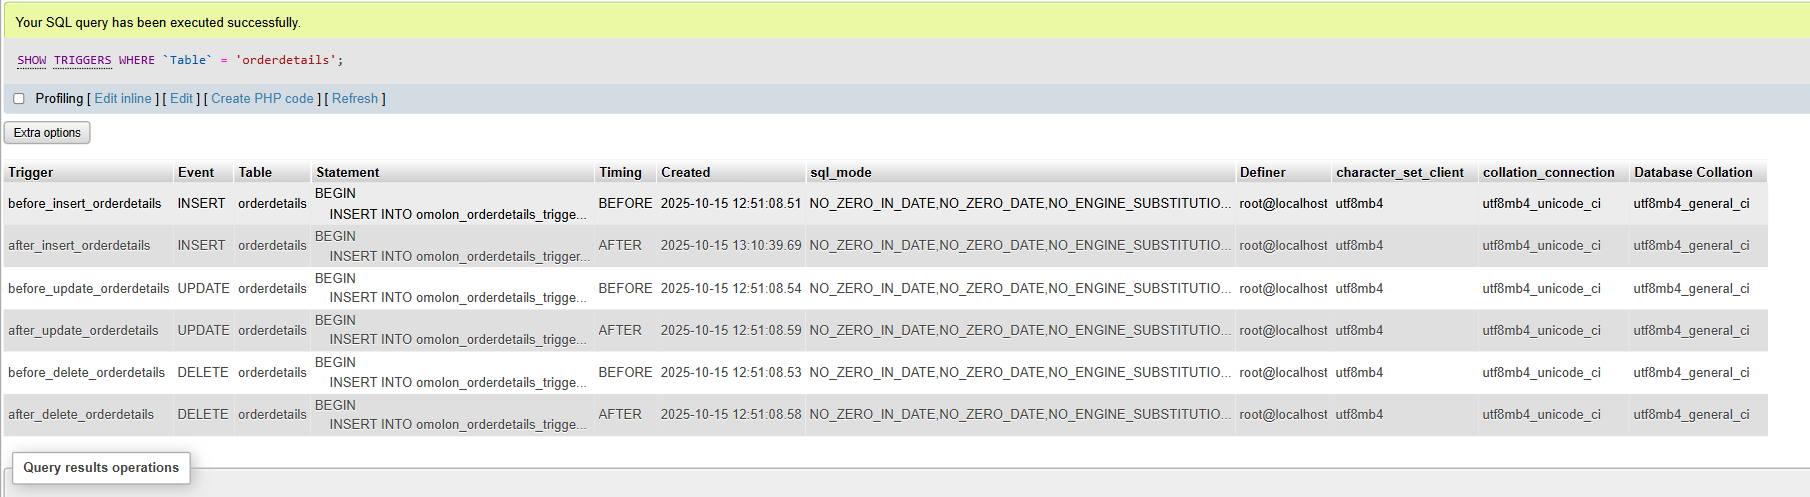 Your SQL query has been executed successfully.
SHOW TRIGGERS WHERE `Table` = 'orderdetails';
Profiling [ Edit inline ] [ Edit ] [ Create PHP code ] [ Refresh ]
Extra options
Trigger Event Table Statement Timing Created sql_mode Definer character_set_client collation_connection Database Collation
before_insert_orderdetails INSERT orderdetails BEGIN INSERT INTO omolon_orderdetails_trigge... BEFORE 2025-10-15 12:51:08.51 NO_ZERO_IN_DATE,NO_ZERO_DATE,NO_ENGINE_SUBSTITUTIO... root@localhost utf8mb4 utf8mb4_unicode_ci utf8mb4_general_ci
after_insert_orderdetails INSERT orderdetails BEGIN INSERT INTO omolon_orderdetails_trigger... AFTER 2025-10-15 13:10:39.69 NO_ZERO_IN_DATE,NO_ZERO_DATE,NO_ENGINE_SUBSTITUTIO... root@localhost utf8mb4 utf8mb4_unicode_ci utf8mb4_general_ci
before_update_orderdetails UPDATE orderdetails BEGIN INSERT INTO omolon_orderdetails_trigge... BEFORE 2025-10-15 12:51:08.54 NO_ZERO_IN_DATE,NO_ZERO_DATE,NO_ENGINE_SUBSTITUTIO... root@localhost utf8mb4 utf8mb4_unicode_ci utf8mb4_general_ci
after_update_orderdetails UPDATE orderdetails BEGIN INSERT INTO omolon_orderdetails_trigge... AFTER 2025-10-15 12:51:08.59 NO_ZERO_IN_DATE,NO_ZERO_DATE,NO_ENGINE_SUBSTITUTIO... root@localhost utf8mb4 utf8mb4_unicode_ci utf8mb4_general_ci
before_delete_orderdetails DELETE orderdetails BEGIN INSERT INTO omolon_orderdetails_trigge... BEFORE 2025-10-15 12:51:08.53 NO_ZERO_IN_DATE,NO_ZERO_DATE,NO_ENGINE_SUBSTITUTIO... root@localhost utf8mb4 utf8mb4_unicode_ci utf8mb4_general_ci
after_delete_orderdetails DELETE orderdetails BEGIN INSERT INTO omolon_orderdetails_trigge... AFTER 2025-10-15 12:51:08.58 NO_ZERO_IN_DATE,NO_ZERO_DATE,NO_ENGINE_SUBSTITUTIO... root@localhost utf8mb4 utf8mb4_unicode_ci utf8mb4_general_ci
Query results operations